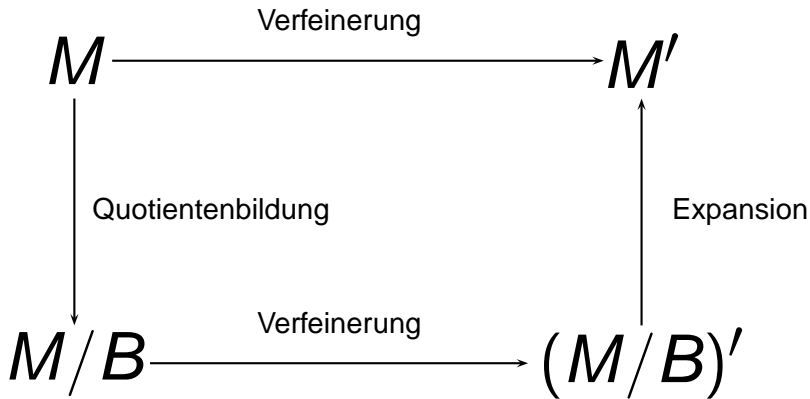 Verfeinerung
M M′
Quotientenbildung Expansion
Verfeinerung
M/B (M/B)′